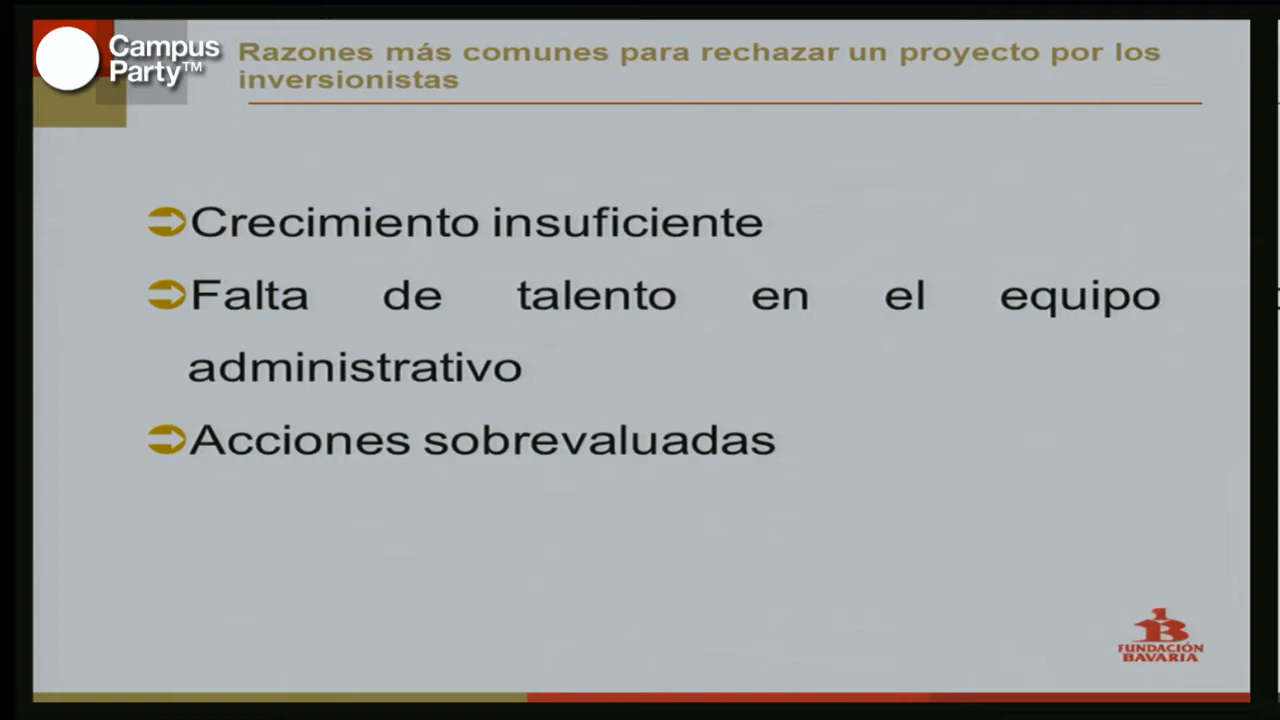 Campus
Party™
Razones más comunes para rechazar un proyecto por los
inversionistas
Crecimiento insuficiente
Falta de talento en el equipo
administrativo
Acciones sobrevaluadas
FUNDACIÓN
BAVARIA